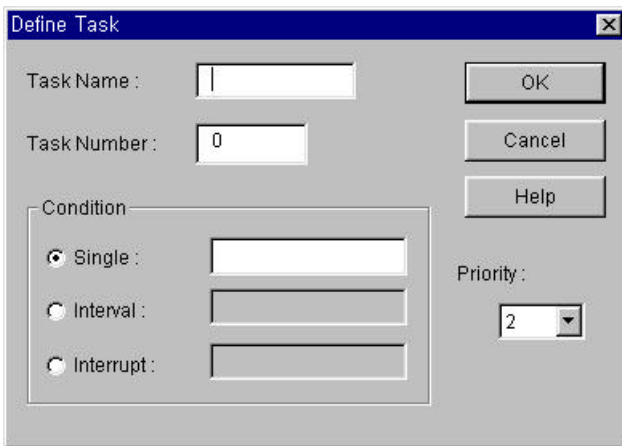 Define Task
Task Name :
OK
Task Number :
0
Cancel
Help
Condition
Single :
Interval :
Interrupt :
Priority :
2